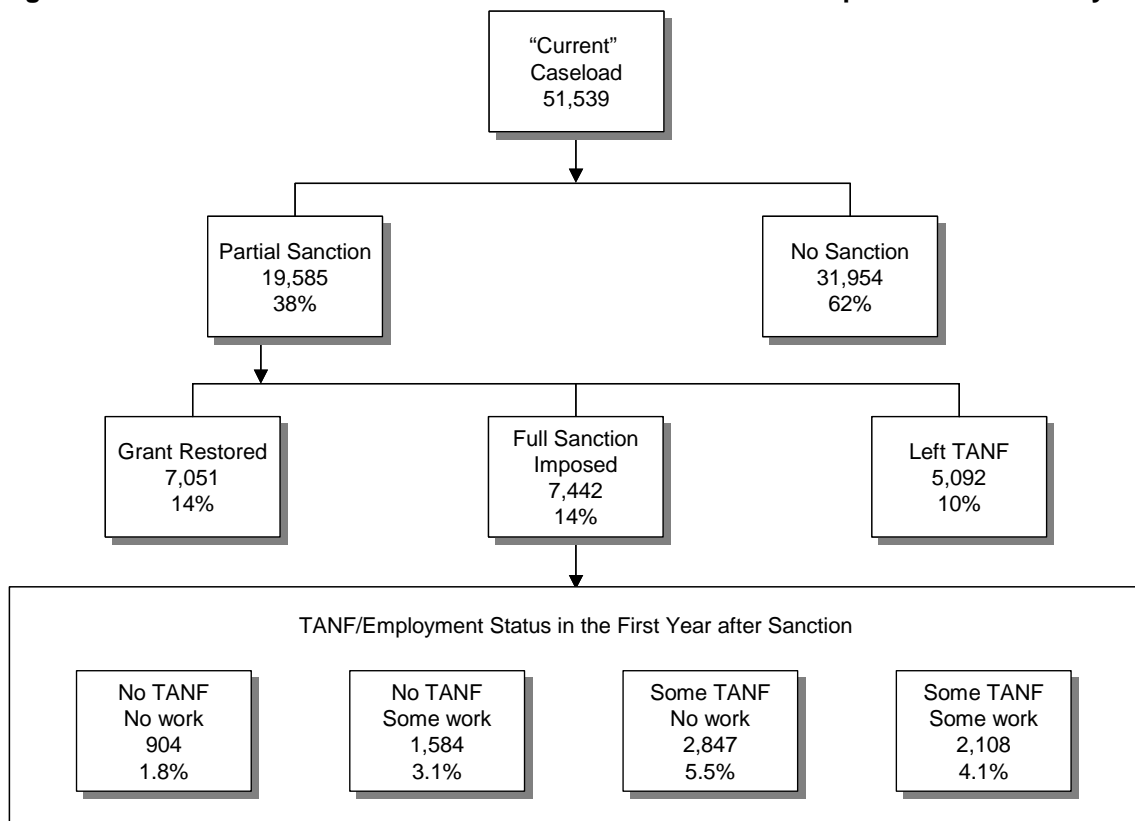 “Current”
Caseload
51,539
Partial Sanction
19,585
38%
No Sanction
31,954
62%
Grant Restored
7,051
14%
Full Sanction
Imposed
7,442
14%
Left TANF
5,092
10%
TANF/Employment Status in the First Year after Sanction
No TANF
No work
904
1.8%
No TANF
Some work
1,584
3.1%
Some TANF
No work
2,847
5.5%
Some TANF
Some work
2,108
4.1%